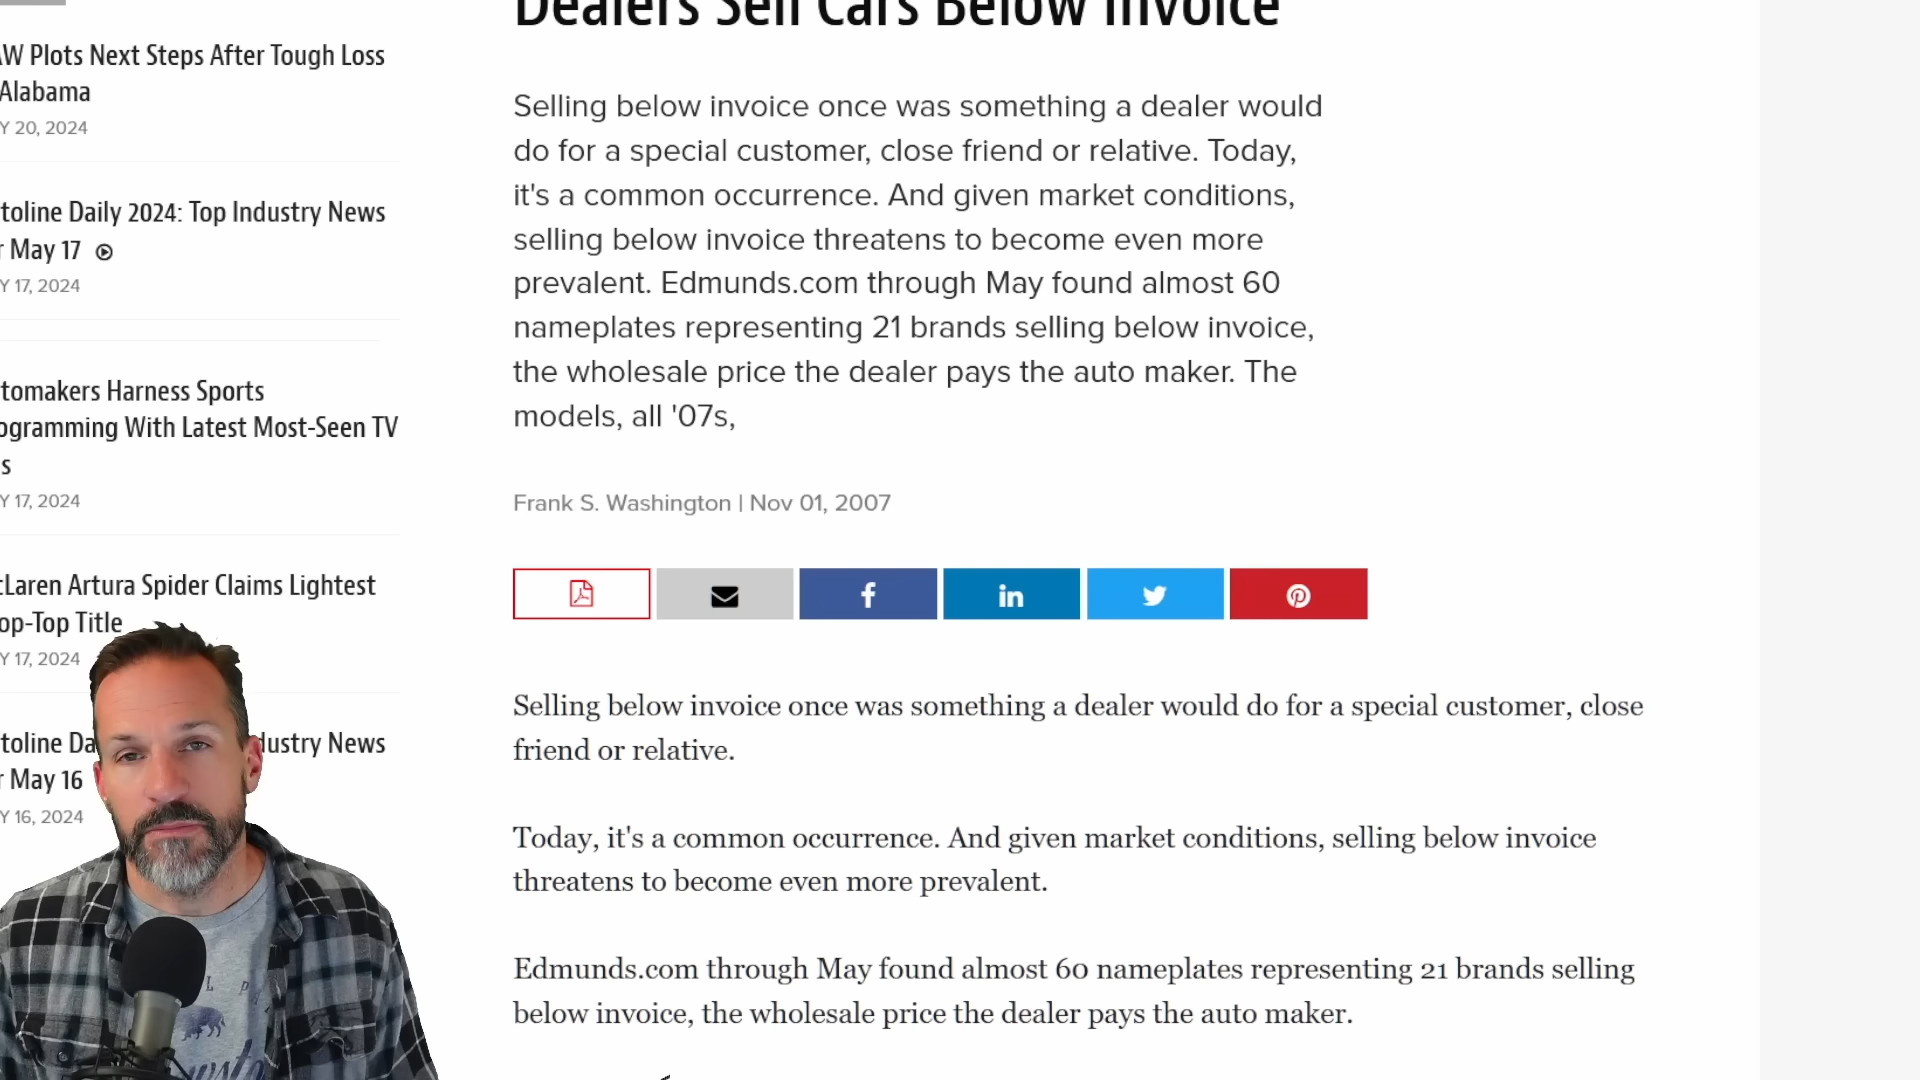 Dealers Sell Cars Below Invoice
AW Plots Next Steps After Tough Loss
Alabama
Y 20, 2024
toline Daily 2024: Top Industry News
r May 17
Y 17, 2024
tomakers Harness Sports
ogramming With Latest Most-Seen TV
s
Y 17, 2024
cLaren Artura Spider Claims Lightest
op-Top Title
Y 17, 2024
toline Da
dustry News
r May 16
Y 16, 2024
Selling below invoice once was something a dealer would
do for a special customer, close friend or relative. Today,
it's a common occurrence. And given market conditions,
selling below invoice threatens to become even more
prevalent. Edmunds.com through May found almost 60
nameplates representing 21 brands selling below invoice,
the wholesale price the dealer pays the auto maker. The
models, all '07s,
Frank S. Washington | Nov 01, 2007
f
in
Selling below invoice once was something a dealer would do for a special customer, close
friend or relative.
Today, it's a common occurrence. And given market conditions, selling below invoice
threatens to become even more prevalent.
Edmunds.com through May found almost 60 nameplates representing 21 brands selling
below invoice, the wholesale price the dealer pays the auto maker.